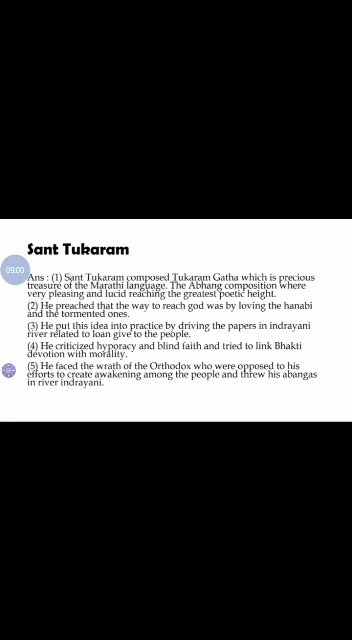 Sant Tukaram
09:00
Ans : (1) Sant Tukaram composed Tukaram Gatha which is precious
treasure of the Marathi language. The Abhang composition where
very pleasing and lucid reaching the greatest poetic height.
(2) He preached that the way to reach god was by loving the hanabi
and the tormented ones.
(3) He put this idea into practice by driving the papers in indrayani
river related to loan give to the people.
(4) He criticized hyporacy and blind faith and tried to link Bhakti
devotion with morality.
(5) He faced the wrath of the Orthodox who were opposed to his
efforts to create awakening among the people and threw his abangas
in river indrayani.